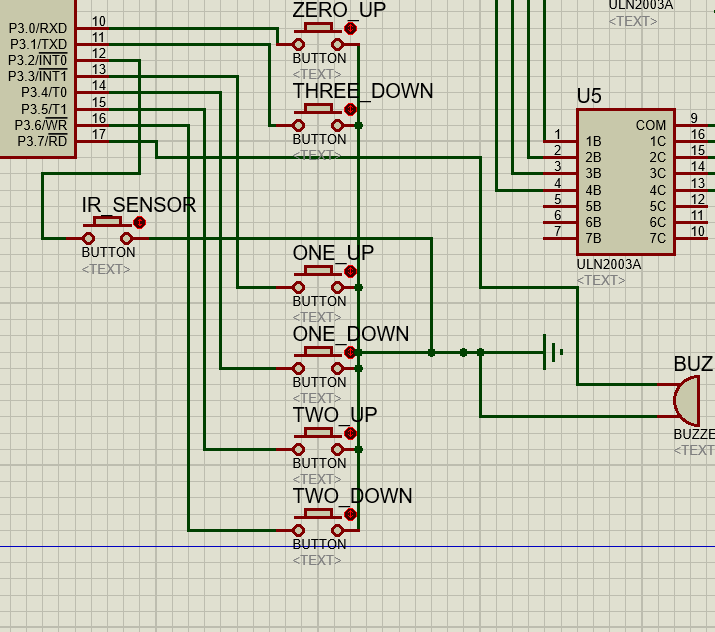 P3.0/RXD 10
P3.1/TXD 11
P3.2/INT0 12
P3.3/INT1 13
P3.4/T0 14
P3.5/T1 15
P3.6/WR 16
P3.7/RD 17
ZERO_UP
BUTTON
<TEXT>
THREE_DOWN
BUTTON
<TEXT>
IR_SENSOR
BUTTON
<TEXT>
ONE_UP
BUTTON
<TEXT>
ONE_DOWN
BUTTON
<TEXT>
TWO_UP
BUTTON
<TEXT>
TWO_DOWN
BUTTON
<TEXT>
ULN2003A
<TEXT>
U5
COM 9
1 1B 1C 16
2 2B 2C 15
3 3B 3C 14
4 4B 4C 13
5 5B 5C 12
6 6B 6C 11
7 7B 7C 10
ULN2003A
<TEXT>
BUZ
BUZZE
<TEXT